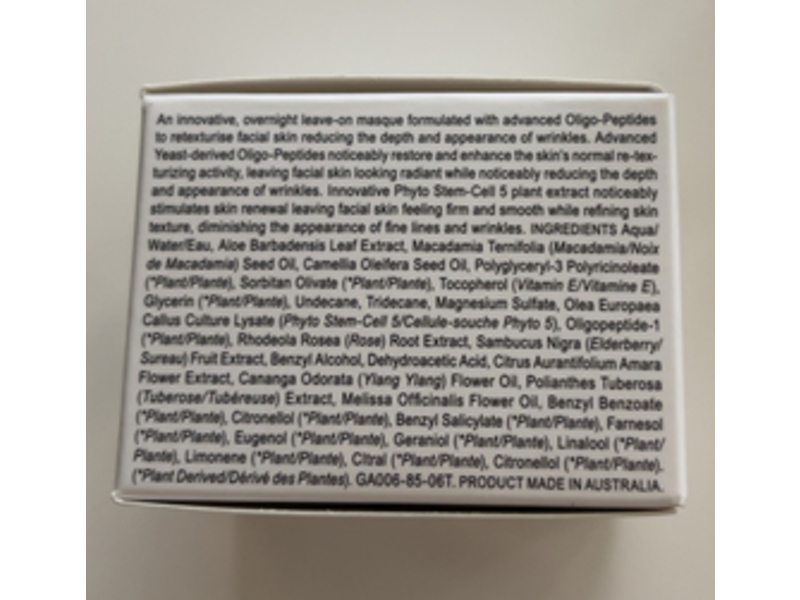 An innovative, overnight leave-on masque formulated with advanced Oligo-Peptides
to retexturise facial skin reducing the depth and appearance of wrinkles. Advanced
Yeast-derived Oligo-Peptides noticeably restore and enhance the skin's normal re-tex-
turizing activity, leaving facial skin looking radiant while noticeably reducing the depth
and appearance of wrinkles. Innovative Phyto Stem-Cell 5 plant extract noticeably
stimulates skin renewal leaving facial skin feeling firm and smooth while refining skin
texture, diminishing the appearance of fine lines and wrinkles. INGREDIENTS Aqua/
Water/Eau, Aloe Barbadensis Leaf Extract, Macadamia Ternifolia (Macadamia/Noix
de Macadamia) Seed Oil, Camellia Oleifera Seed Oil, Polyglyceryl-3 Polyricinoleate
(*Plant/Plante), Sorbitan Olivate (*Plant/Plante), Tocopherol (Vitamin E/Vitamine E),
Glycerin (*Plant/Plante), Undecane, Tridecane, Magnesium Sulfate, Olea Europaea
Callus Culture Lysate (Phyto Stem-Cell 5/Cellule-souche Phyto 5), Oligopeptide-1
(*Plant/Plante), Rhodeola Rosea (Rose) Root Extract, Sambucus Nigra (Elderberry/
Sureau) Fruit Extract, Benzyl Alcohol, Dehydroacetic Acid, Citrus Aurantifolium Amara
Flower Extract, Cananga Odorata (Ylang Ylang) Flower Oil, Polianthes Tuberosa
(Tuberose/Tubéreuse) Extract, Melissa Officinalis Flower Oil, Benzyl Benzoate
(*Plant/Plante), Citronellol (*Plant/Plante), Benzyl Salicylate (*Plant/Plante), Farnesol
(*Plant/Plante), Eugenol (*Plant/Plante), Geraniol (*Plant/Plante), Linalool (*Plant/
Plante), Limonene (*Plant/Plante), Citral (*Plant/Plante), Citronellol (*Plant/Plante).
(*Plant Derived/Dérivé des Plantes). GA006-85-06T. PRODUCT MADE IN AUSTRALIA.